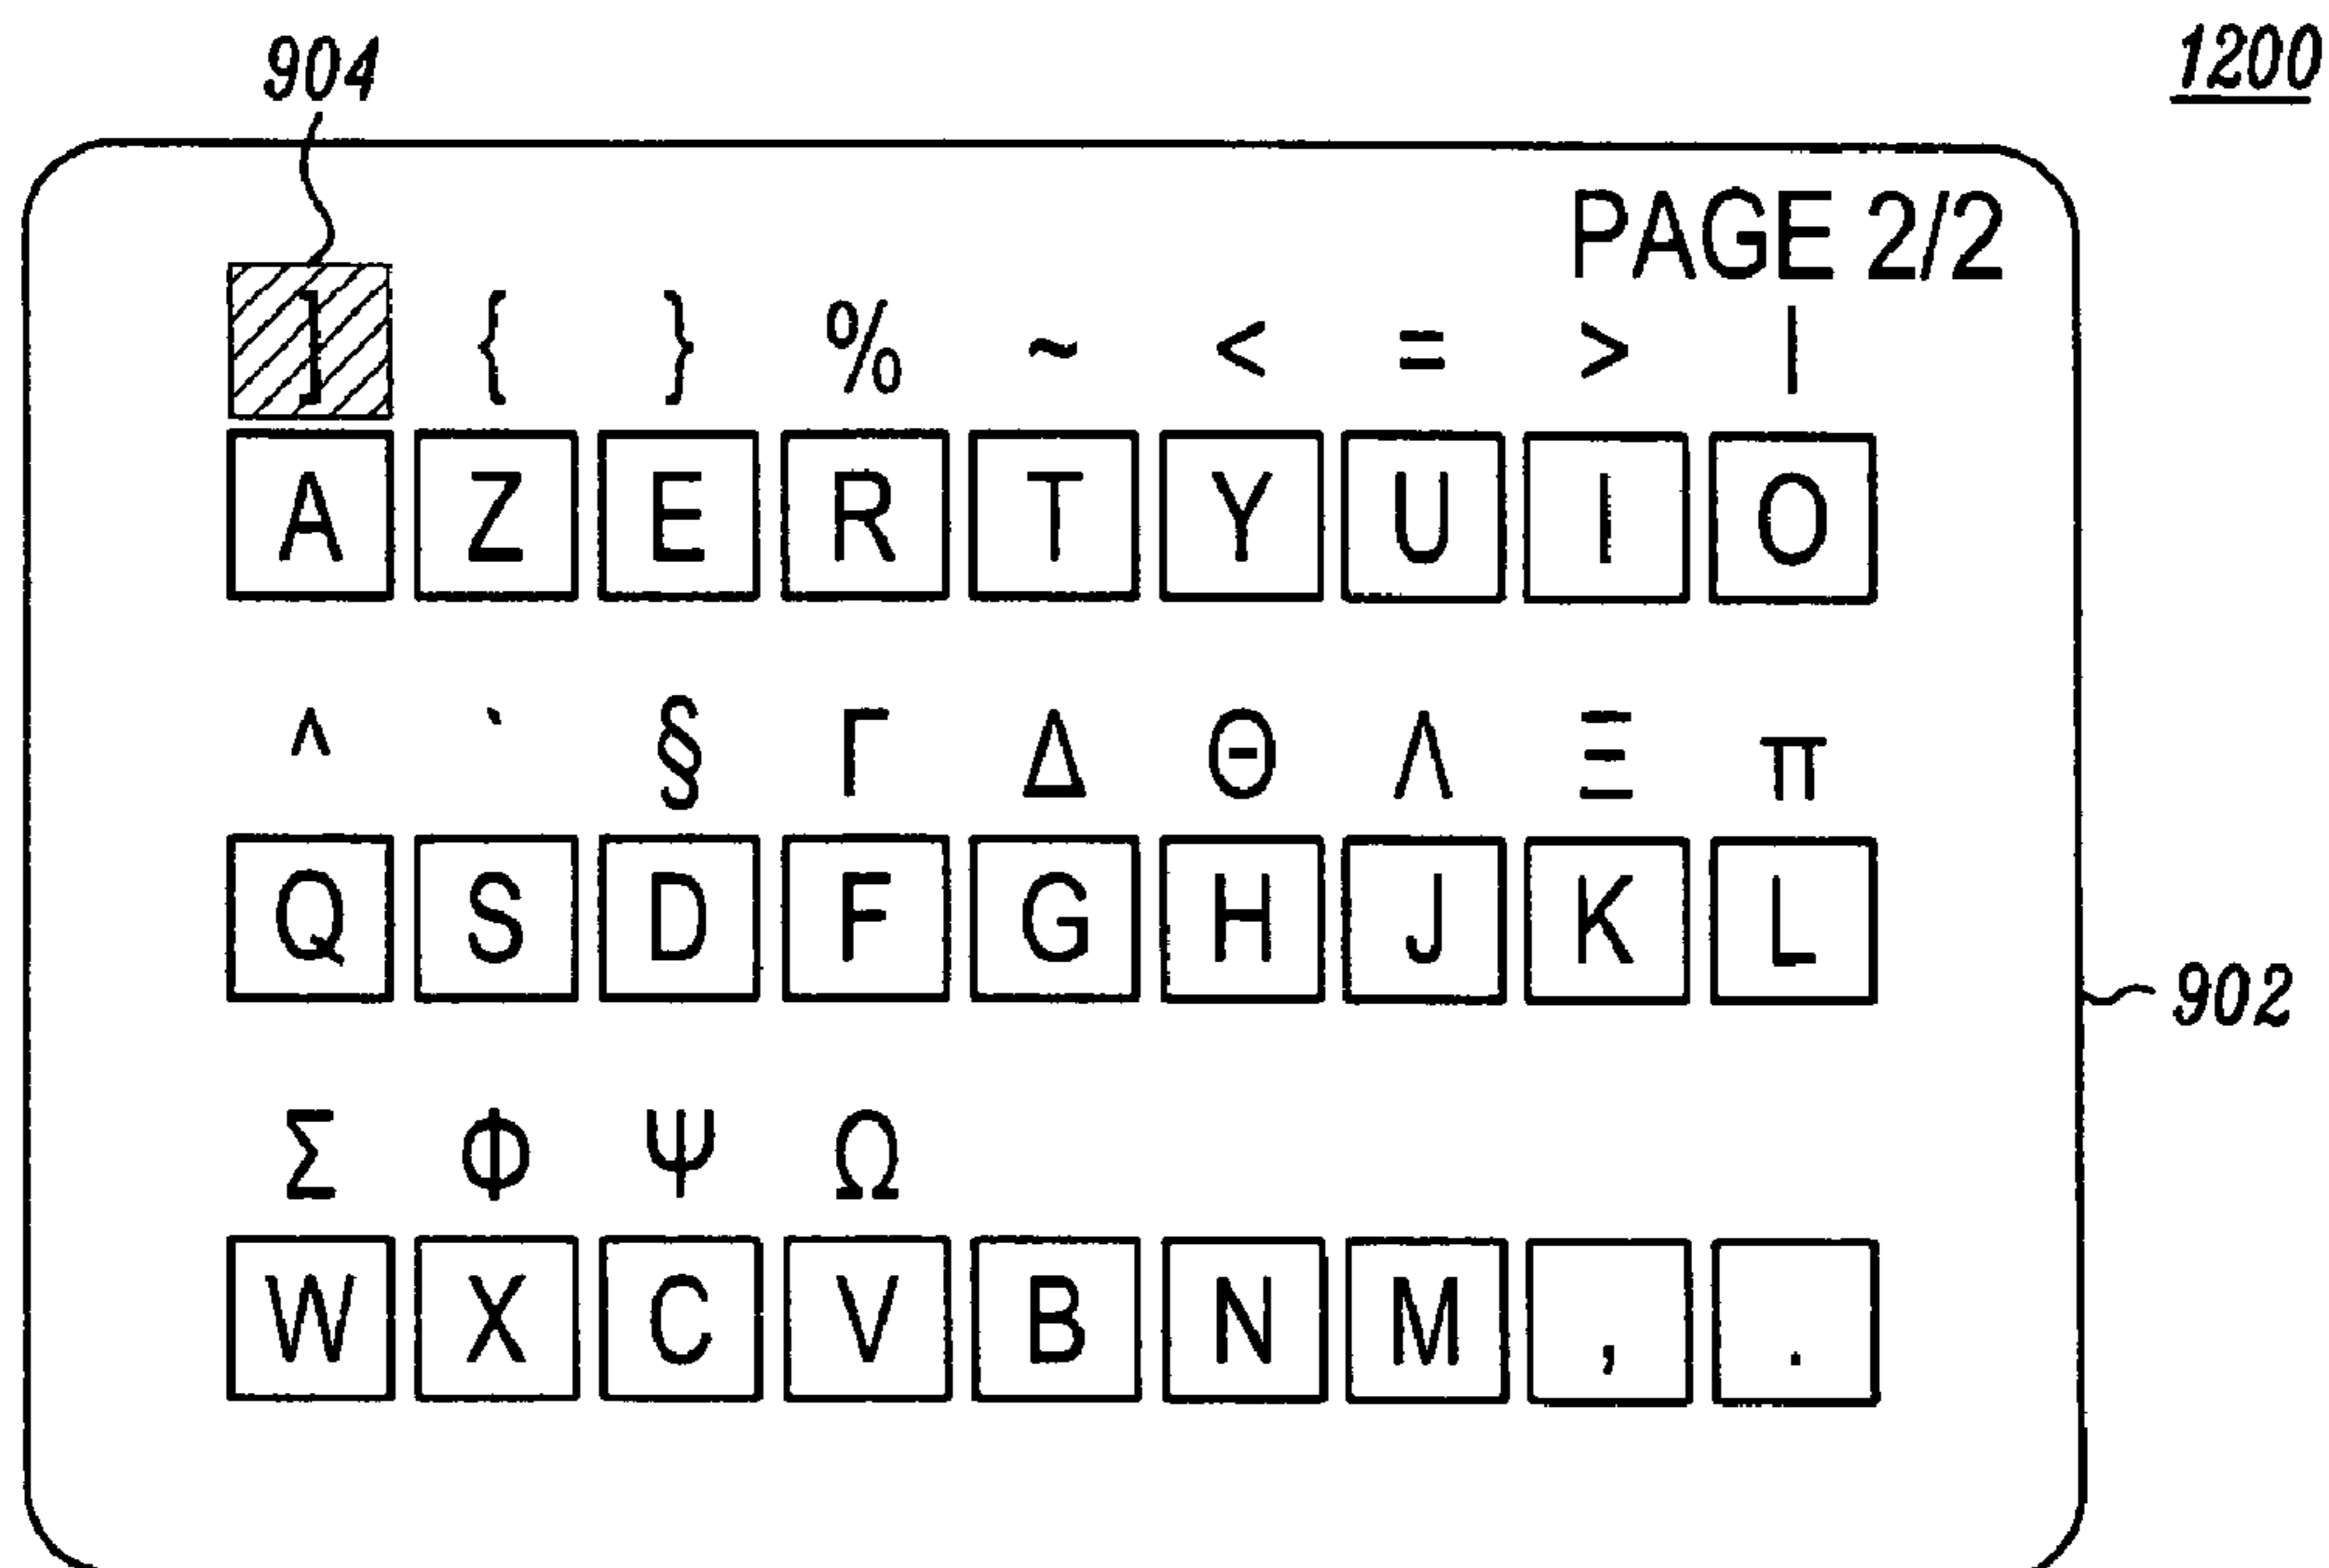 904
1200
PAGE 2/2
] { } % ~ < = > |
A Z E R T Y U I O
^ ` § Γ Δ Θ Λ Ξ π
Q S D F G H J K L
902
Σ Φ Ψ Ω
W X C V B N M , .